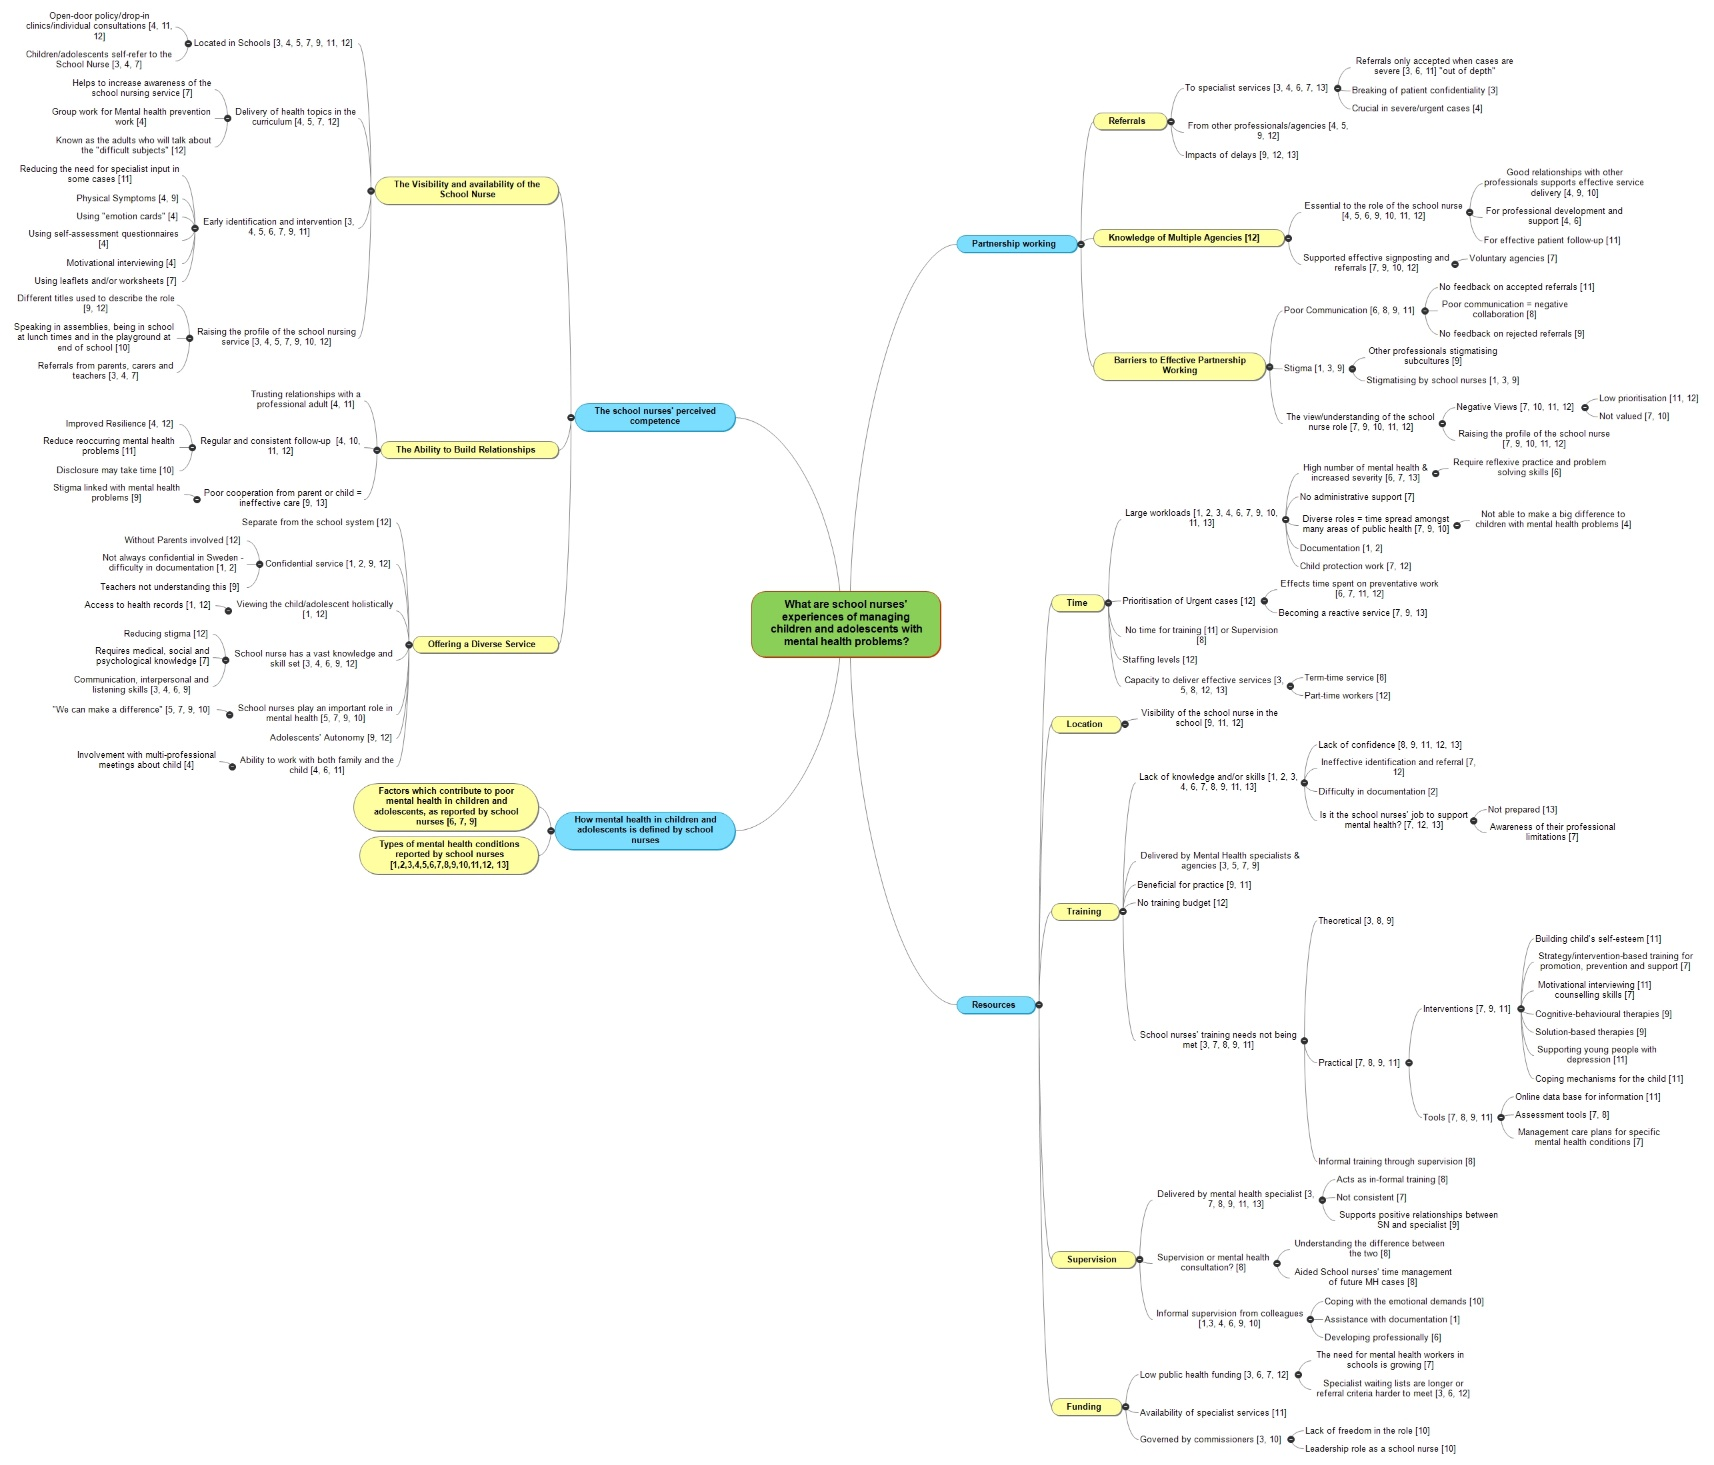 Open-door policy/drop-in
clinics/individual consultations [4, 11,
12]
Children/adolescents self-refer to the
School Nurse [3, 4, 7]
Located in Schools [3, 4, 5, 7, 9, 11, 12]
Helps to increase awareness of the
school nursing service [7]
Group work for Mental health prevention
work [4]
Known as the adults who will talk about
the "difficult subjects" [12]
Delivery of health topics in the
curriculum [4, 5, 7, 12]
Reducing the need for specialist input in
some cases [11]
Physical Symptoms [4, 9]
Using "emotion cards" [4]
Using self-assessment questionnaires
[4]
Motivational interviewing [4]
Using leaflets and/or worksheets [7]
Early identification and intervention [3,
4, 5, 6, 7, 9, 11]
Different titles used to describe the role
[9, 12]
Speaking in assemblies, being in school
at lunch times and in the playground at
end of school [10]
Referrals from parents, carers and
teachers [3, 4, 7]
Raising the profile of the school nursing
service [3, 4, 5, 7, 9, 10, 12]
The Visibility and availability of the
School Nurse
Trusting relationships with a
professional adult [4, 11]
Improved Resilience [4, 12]
Reduce reoccurring mental health
problems [11]
Disclosure may take time [10]
Regular and consistent follow-up [4, 10,
11, 12]
Stigma linked with mental health
problems [9]
Poor cooperation from parent or child =
ineffective care [9, 13]
The Ability to Build Relationships
The school nurses' perceived
competence
Separate from the school system [12]
Without Parents involved [12]
Not always confidential in Sweden -
difficulty in documentation [1, 2]
Teachers not understanding this [9]
Confidential service [1, 2, 9, 12]
Access to health records [1, 12]
Viewing the child/adolescent holistically
[1, 12]
Reducing stigma [12]
Requires medical, social and
psychological knowledge [7]
Communication, interpersonal and
listening skills [3, 4, 6, 9]
School nurse has a vast knowledge and
skill set [3, 4, 6, 9, 12]
"We can make a difference" [5, 7, 9, 10]
School nurses play an important role in
mental health [5, 7, 9, 10]
Adolescents' Autonomy [9, 12]
Involvement with multi-professional
meetings about child [4]
Ability to work with both family and the
child [4, 6, 11]
Offering a Diverse Service
Factors which contribute to poor
mental health in children and
adolescents, as reported by school
nurses [6, 7, 9]
Types of mental health conditions
reported by school nurses
[1,2,3,4,5,6,7,8,9,10,11,12, 13]
How mental health in children and
adolescents is defined by school
nurses
What are school nurses'
experiences of managing
children and adolescents with
mental health problems?
Partnership working
Referrals
To specialist services [3, 4, 6, 7, 13]
Referrals only accepted when cases are
severe [3, 6, 11] "out of depth"
Breaking of patient confidentiality [3]
Crucial in severe/urgent cases [4]
From other professionals/agencies [4, 5,
9, 12]
Impacts of delays [9, 12, 13]
Knowledge of Multiple Agencies [12]
Essential to the role of the school nurse
[4, 5, 6, 9, 10, 11, 12]
Good relationships with other
professionals supports effective service
delivery [4, 9, 10]
For professional development and
support [4, 6]
For effective patient follow-up [11]
Supported effective signposting and
referrals [7, 9, 10, 12]
Voluntary agencies [7]
Barriers to Effective Partnership
Working
Poor Communication [6, 8, 9, 11]
No feedback on accepted referrals [11]
Poor communication = negative
collaboration [8]
No feedback on rejected referrals [9]
Stigma [1, 3, 9]
Other professionals stigmatising
subcultures [9]
Stigmatising by school nurses [1, 3, 9]
The view/understanding of the school
nurse role [7, 9, 10, 11, 12]
Negative Views [7, 10, 11, 12]
Low prioritisation [11, 12]
Not valued [7, 10]
Raising the profile of the school nurse
[7, 9, 10, 11, 12]
Resources
Time
Large workloads [1, 2, 3, 4, 6, 7, 9, 10,
11, 13]
High number of mental health &
increased severity [6, 7, 13]
Require reflexive practice and problem
solving skills [6]
No administrative support [7]
Diverse roles = time spread amongst
many areas of public health [7, 9, 10]
Not able to make a big difference to
children with mental health problems [4]
Documentation [1, 2]
Child protection work [7, 12]
Prioritisation of Urgent cases [12]
Effects time spent on preventative work
[6, 7, 11, 12]
Becoming a reactive service [7, 9, 13]
No time for training [11] or Supervision
[8]
Staffing levels [12]
Capacity to deliver effective services [3,
5, 8, 12, 13]
Term-time service [8]
Part-time workers [12]
Location
Visibility of the school nurse in the
school [9, 11, 12]
Training
Lack of knowledge and/or skills [1, 2, 3,
4, 6, 7, 8, 9, 11, 13]
Lack of confidence [8, 9, 11, 12, 13]
Ineffective identification and referral [7,
12]
Difficulty in documentation [2]
Is it the school nurses' job to support
mental health? [7, 12, 13]
Not prepared [13]
Awareness of their professional
limitations [7]
Delivered by Mental Health specialists &
agencies [3, 5, 7, 9]
Beneficial for practice [9, 11]
No training budget [12]
School nurses' training needs not being
met [3, 7, 8, 9, 11]
Theoretical [3, 8, 9]
Practical [7, 8, 9, 11]
Interventions [7, 9, 11]
Building child's self-esteem [11]
Strategy/intervention-based training for
promotion, prevention and support [7]
Motivational interviewing [11]
counselling skills [7]
Cognitive-behavioural therapies [9]
Solution-based therapies [9]
Supporting young people with
depression [11]
Coping mechanisms for the child [11]
Tools [7, 8, 9, 11]
Online data base for information [11]
Assessment tools [7, 8]
Management care plans for specific
mental health conditions [7]
Informal training through supervision [8]
Supervision
Delivered by mental health specialist [3,
7, 8, 9, 11, 13]
Acts as in-formal training [8]
Not consistent [7]
Supports positive relationships between
SN and specialist [9]
Supervision or mental health
consultation? [8]
Understanding the difference between
the two [8]
Aided School nurses' time management
of future MH cases [8]
Informal supervision from colleagues
[1,3, 4, 6, 9, 10]
Coping with the emotional demands [10]
Assistance with documentation [1]
Developing professionally [6]
Funding
Low public health funding [3, 6, 7, 12]
The need for mental health workers in
schools is growing [7]
Specialist waiting lists are longer or
referral criteria harder to meet [3, 6, 12]
Availability of specialist services [11]
Governed by commissioners [3, 10]
Lack of freedom in the role [10]
Leadership role as a school nurse [10]